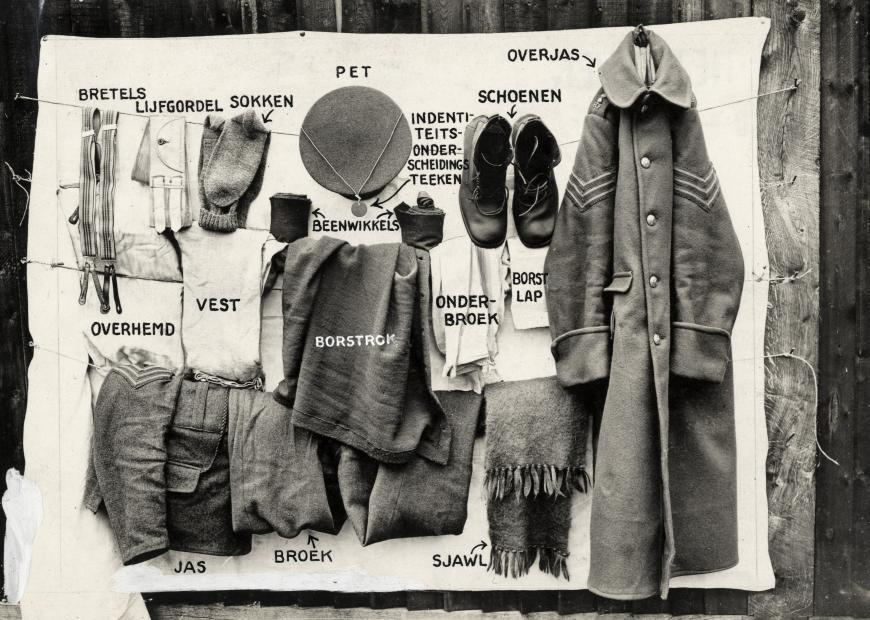 OVERJAS
PET
BRETELS
LIJFGORDEL
SOKKEN
SCHOENEN
INDENTI-
TEITS-
ONDER-
SCHEIDINGS
TEEKEN
BEENWIKKELS
BORST
LAP
VEST
ONDER-
BROEK
OVERHEMD
BORSTROK
BROEK
SJAWL
JAS